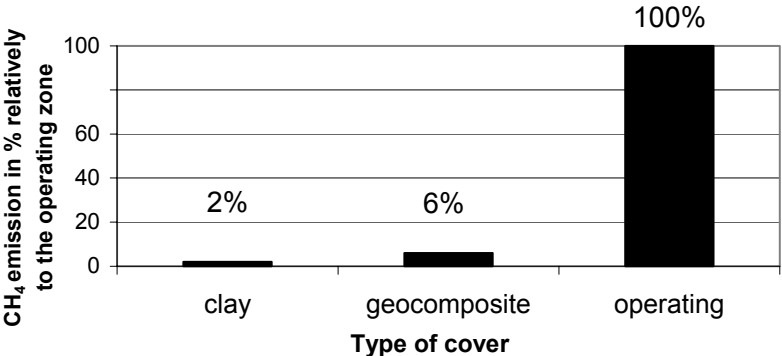 CH4 emission in % relatively
to the operating zone
100%
100
60
40
2%
6%
20
0
clay geocomposite operating
Type of cover